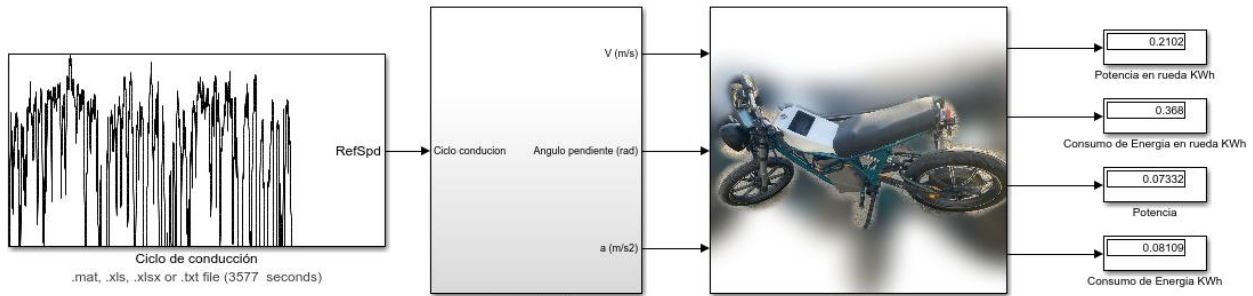 RefSpd
Ciclo de conducción
.mat, .xls, .xlsx or .txt file (3577 seconds)
Ciclo conducion
V (m/s)
Angulo pendiente (rad)
a (m/s2)
0.2102
Potencia en rueda KWh
0.368
Consumo de Energia en rueda KWh
0.07332
Potencia
0.08109
Consumo de Energia KWh